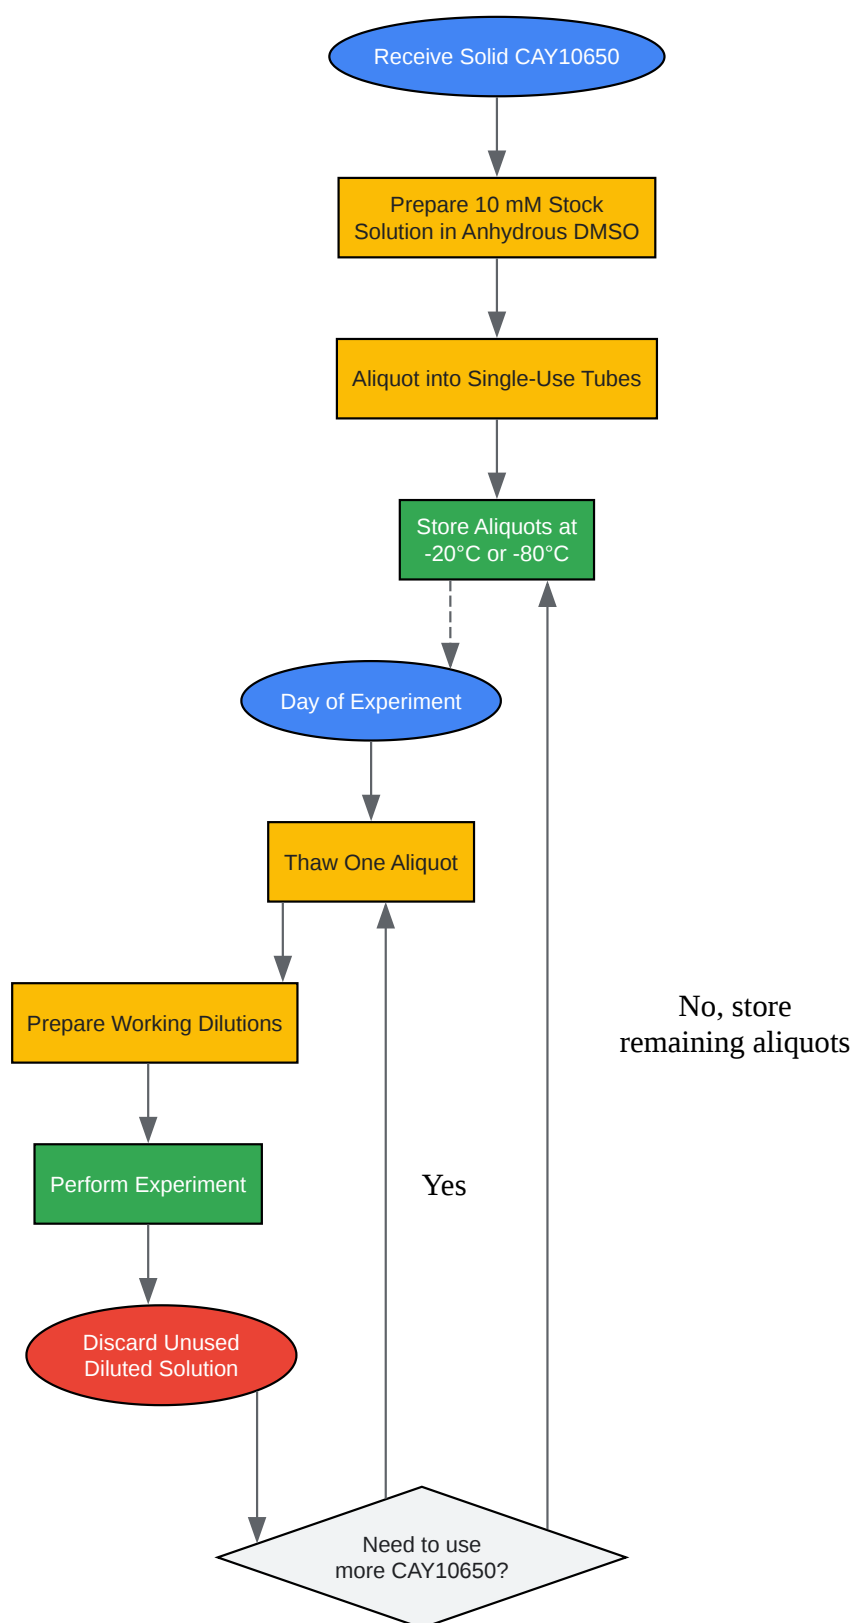 Receive Solid CAY10650
Prepare 10 mM Stock
Solution in Anhydrous DMSO
Aliquot into Single-Use Tubes
Store Aliquots at
-20°C or -80°C
Day of Experiment
Thaw One Aliquot
Prepare Working Dilutions
No, store
remaining aliquots
Perform Experiment
Yes
Discard Unused
Diluted Solution
Need to use
more CAY10650?